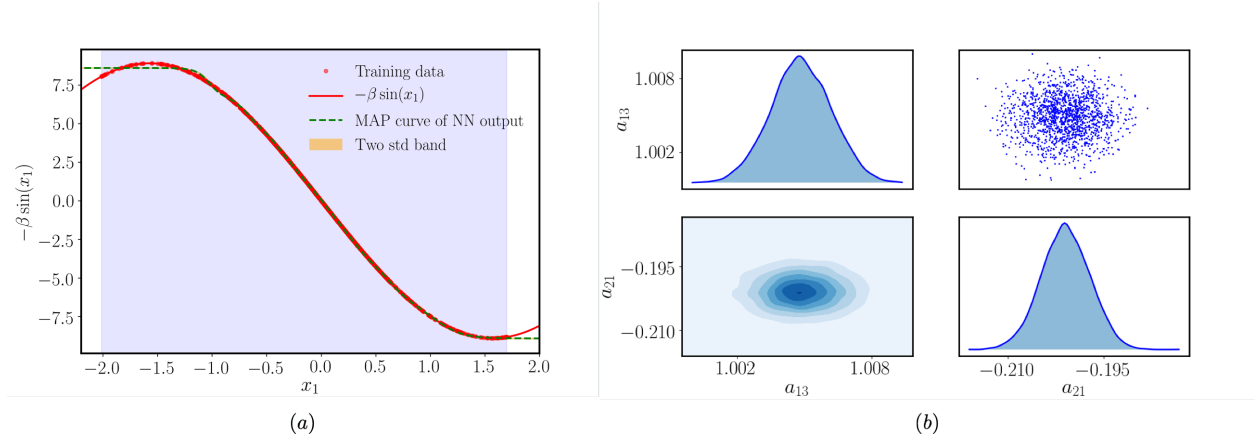 7.5
5.0
2.5
0.0
−2.5
−5.0
−7.5
−β sin(x₁)
−2.0 −1.5 −1.0 −0.5 0.0 0.5 1.0 1.5 2.0
x₁
Training data
−β sin(x₁)
MAP curve of NN output
Two std band
(a)
1.008
1.002
a₁₃
−0.195
−0.210
a₂₁
1.002 1.008
a₁₃
−0.210 −0.195
a₂₁
(b)